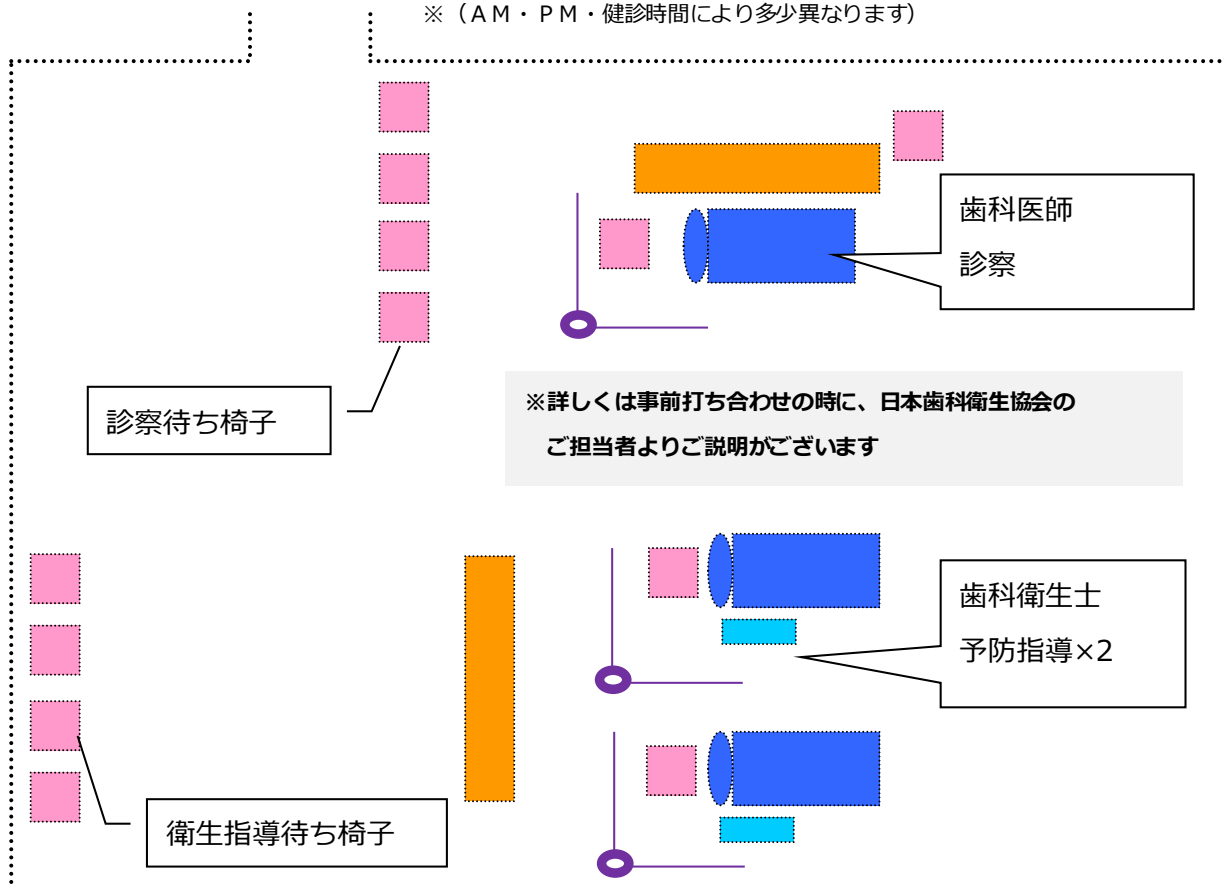 ※（ＡＭ・ＰＭ・健診時間により多少異なります）
歯科医師
診察
診察待ち椅子
※詳しくは事前打ち合わせの時に、日本歯科衛生協会の
ご担当者よりご説明がございます
歯科衛生士
予防指導×2
衛生指導待ち椅子